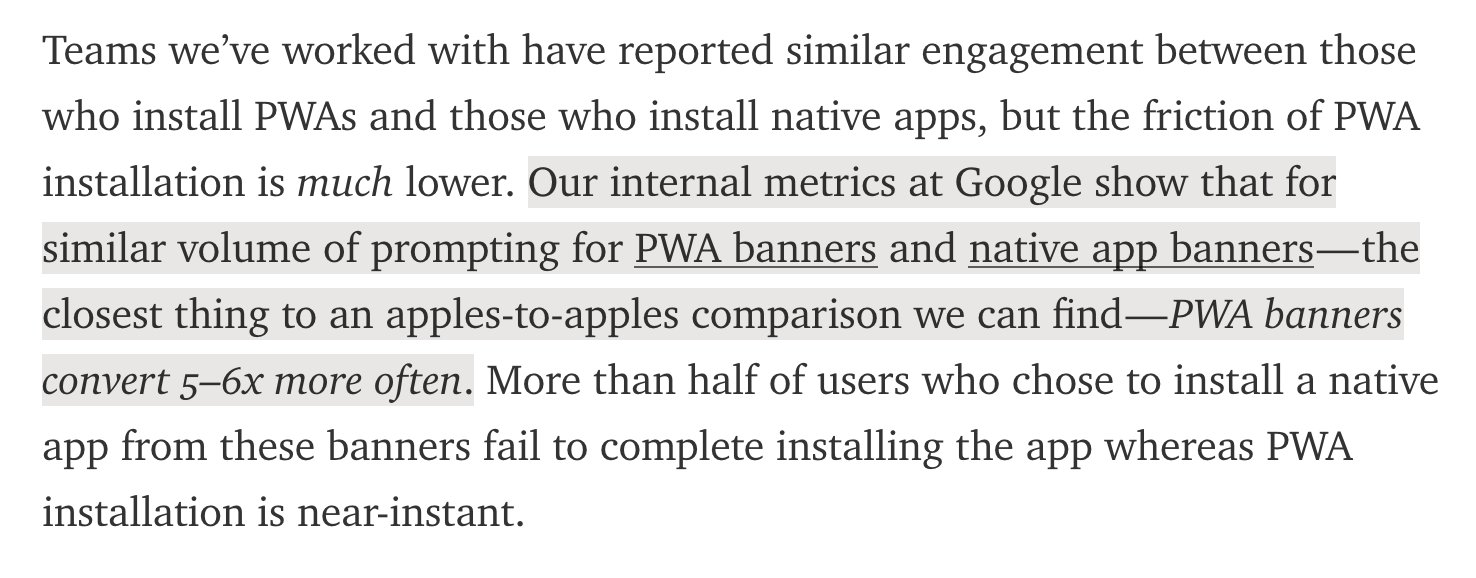 Teams we’ve worked with have reported similar engagement between those
who install PWAs and those who install native apps, but the friction of PWA
installation is much lower. Our internal metrics at Google show that for
similar volume of prompting for PWA banners and native app banners—the
closest thing to an apples-to-apples comparison we can find—PWA banners
convert 5–6x more often. More than half of users who chose to install a native
app from these banners fail to complete installing the app whereas PWA
installation is near-instant.